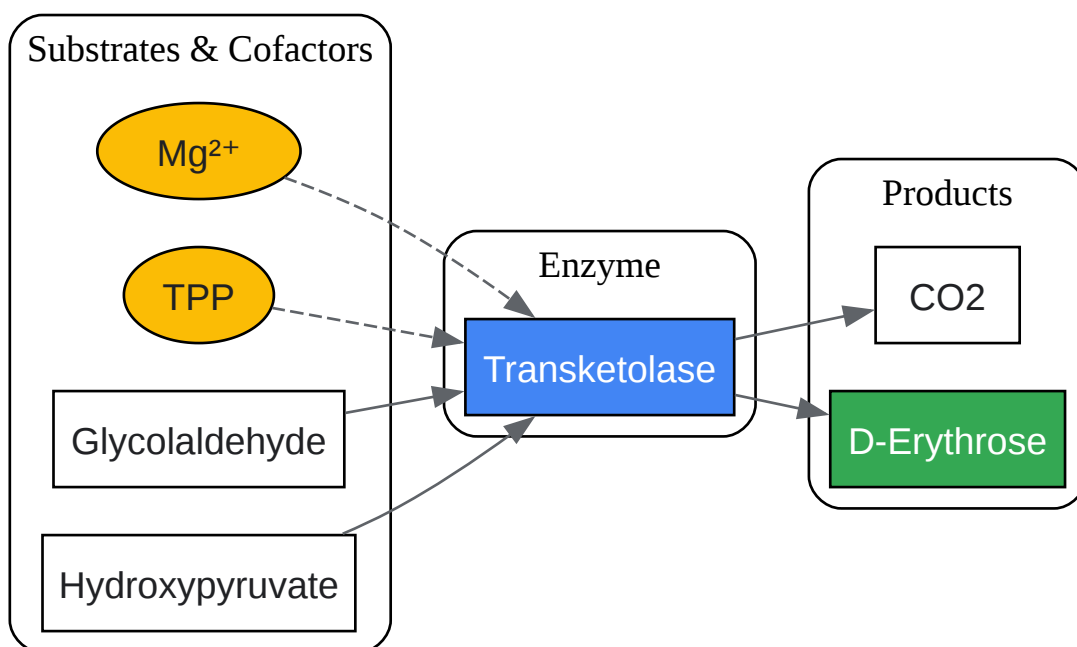 Substrates & Cofactors
Mg²⁺
TPP
Glycolaldehyde
Hydroxypyruvate
Enzyme
Transketolase
Products
CO2
D-Erythrose